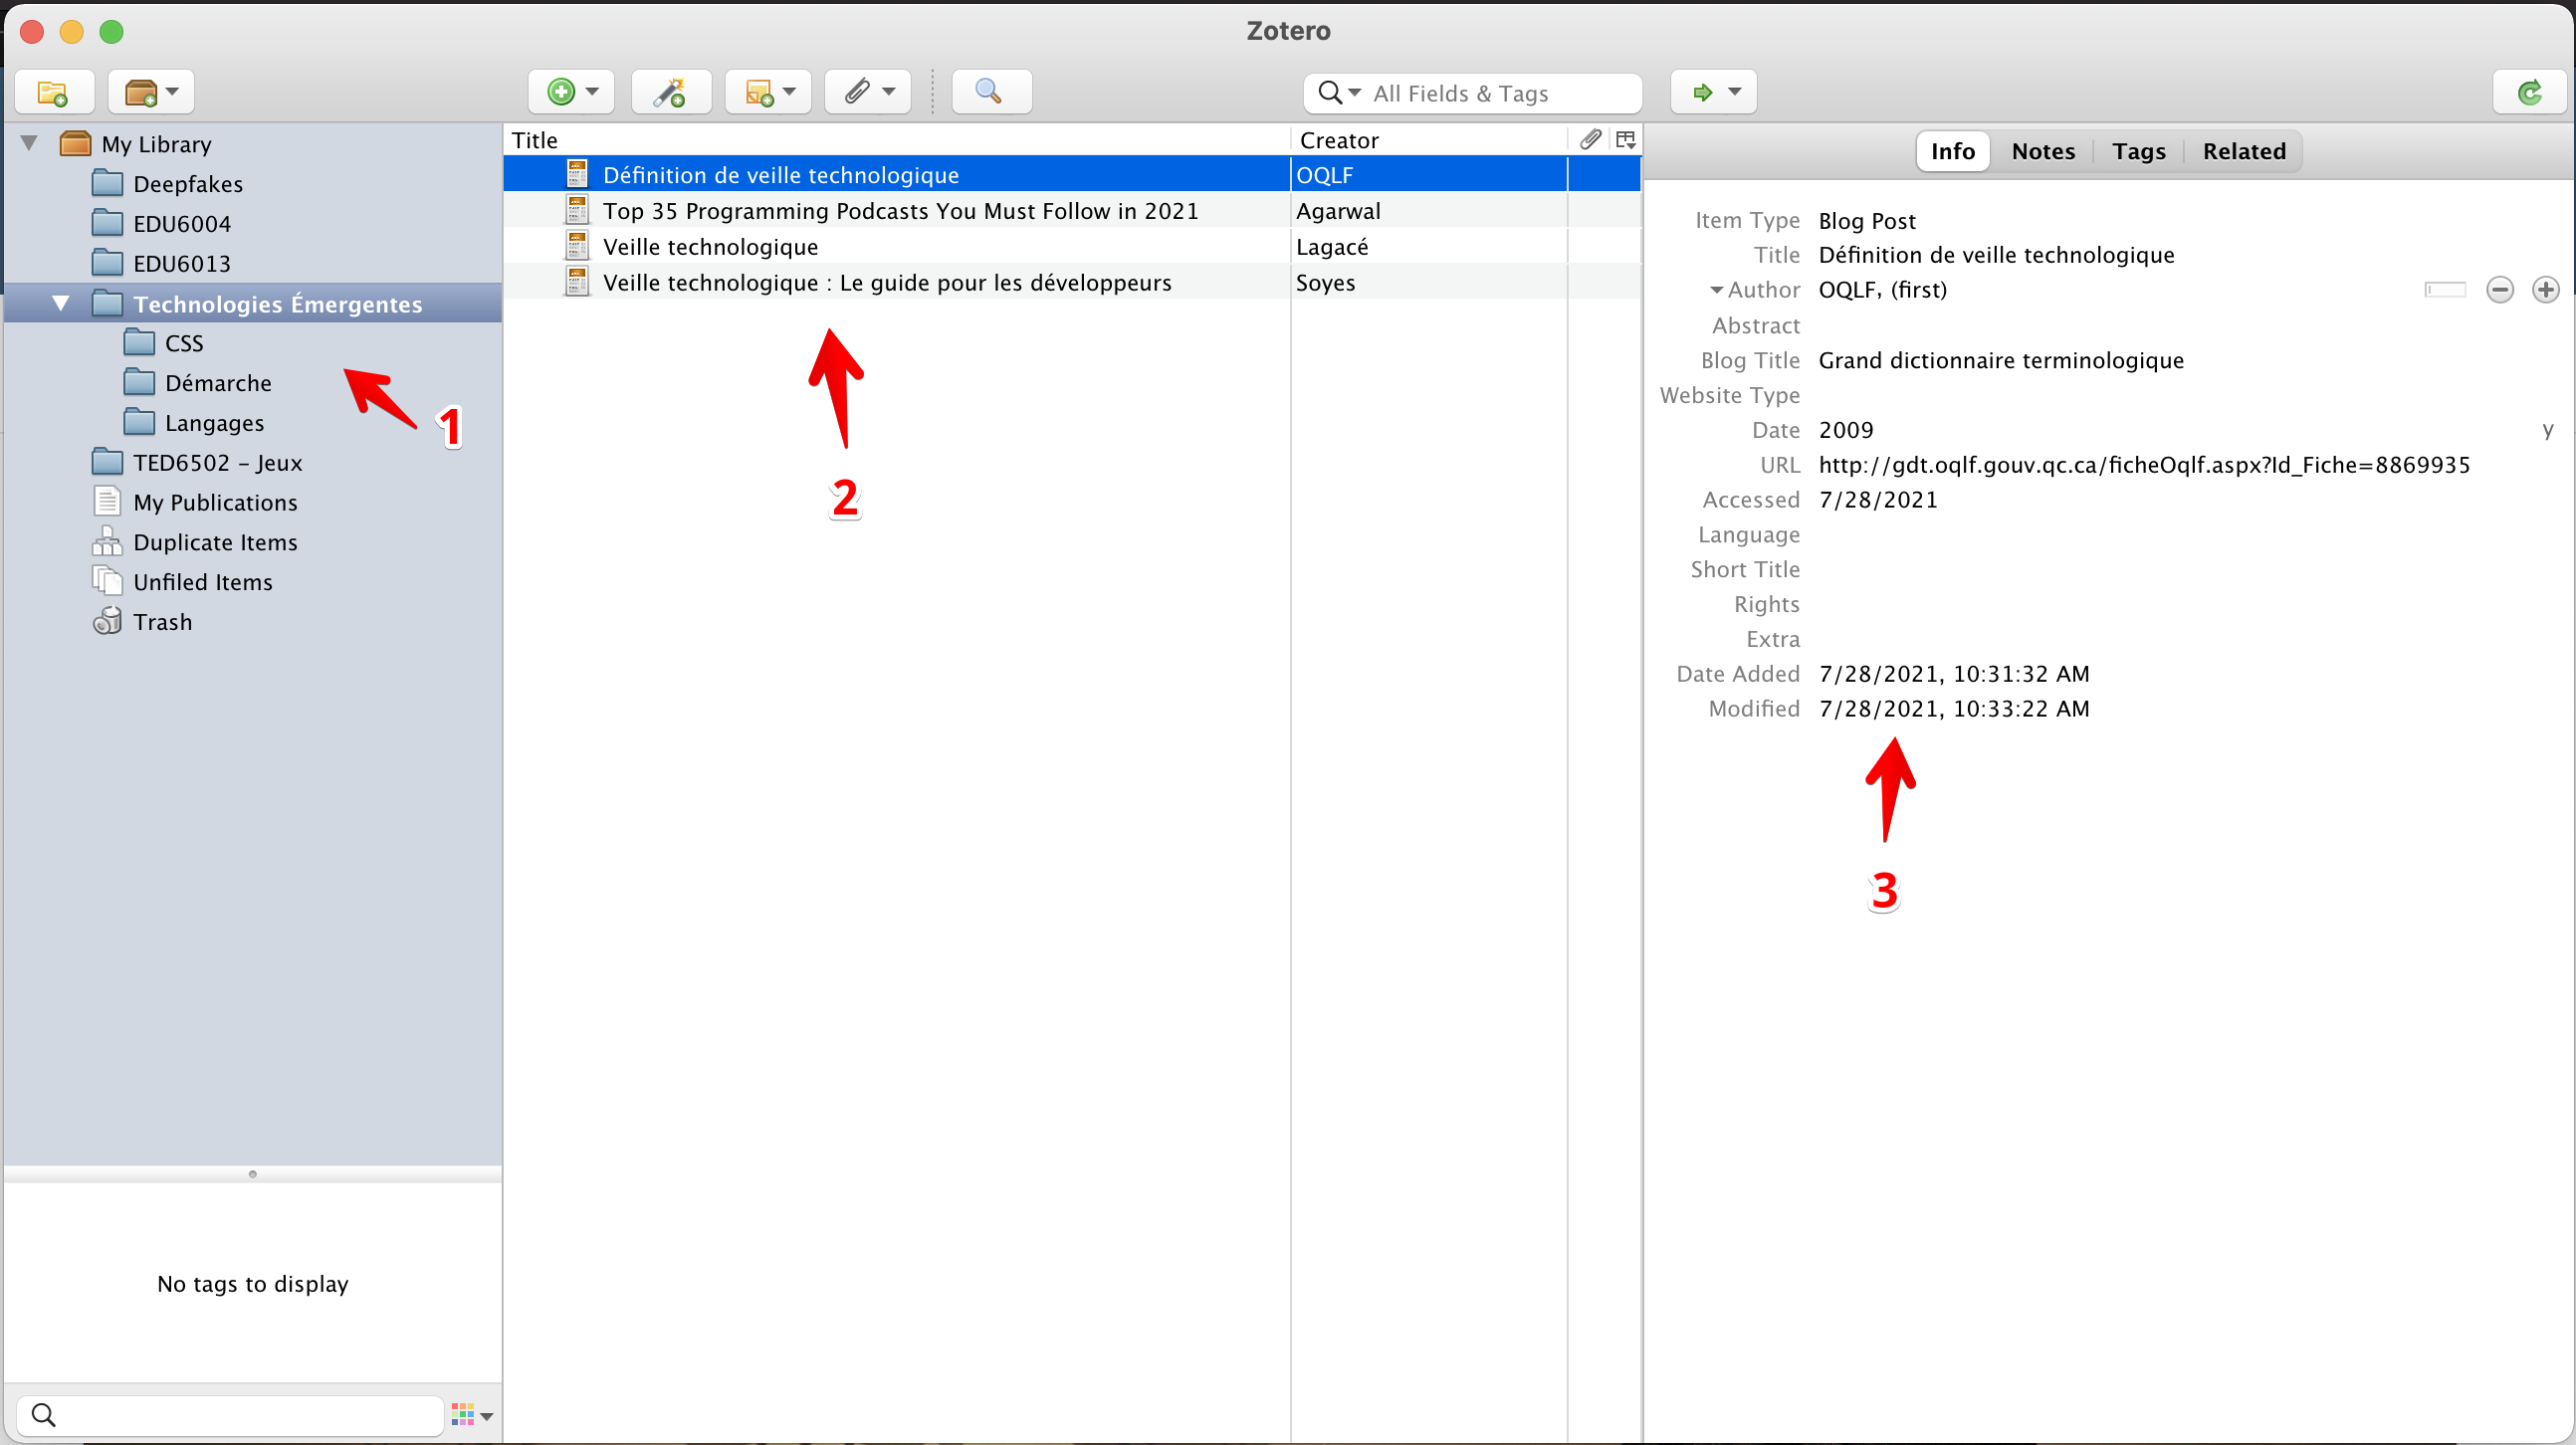 Zotero
All Fields & Tags
My Library
Deepfakes
EDU6004
EDU6013
Technologies Émergentes
CSS
Démarche
Langages
TED6502 – Jeux
My Publications
Duplicate Items
Unfiled Items
Trash
1
No tags to display
Title Creator
Définition de veille technologique OQLF
Top 35 Programming Podcasts You Must Follow in 2021 Agarwal
Veille technologique Lagacé
Veille technologique : Le guide pour les développeurs Soyes
2
Info Notes Tags Related
Item Type Blog Post
Title Définition de veille technologique
Author OQLF, (first)
Abstract
Blog Title Grand dictionnaire terminologique
Website Type
Date 2009 y
URL http://gdt.oqlf.gouv.qc.ca/ficheOqlf.aspx?Id_Fiche=8869935
Accessed 7/28/2021
Language
Short Title
Rights
Extra
Date Added 7/28/2021, 10:31:32 AM
Modified 7/28/2021, 10:33:22 AM
3